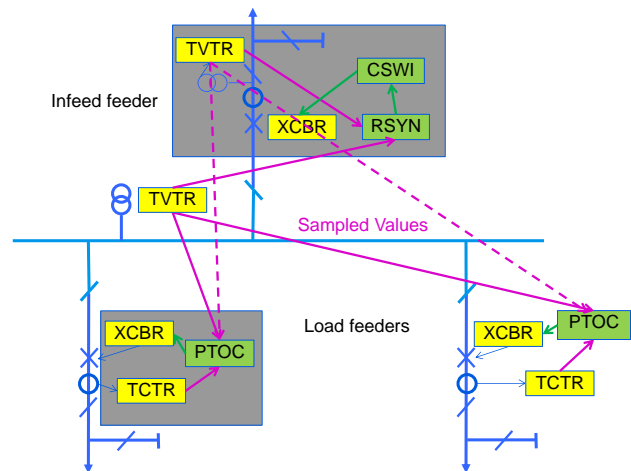 TVTR
CSWI
Infeed feeder
XCBR
RSYN
TVTR
Sampled Values
XCBR
PTOC
TCTR
Load feeders
XCBR
PTOC
TCTR